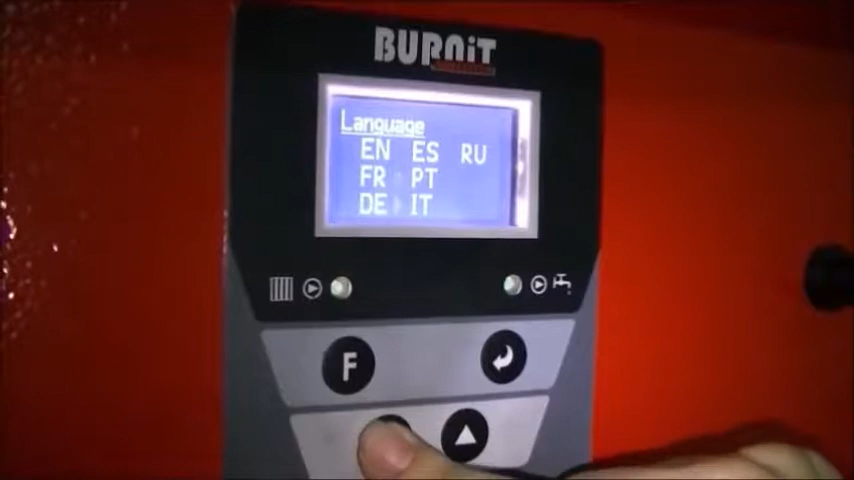 BURNiT
Language
EN ES RU
FR PT
DE IT
F